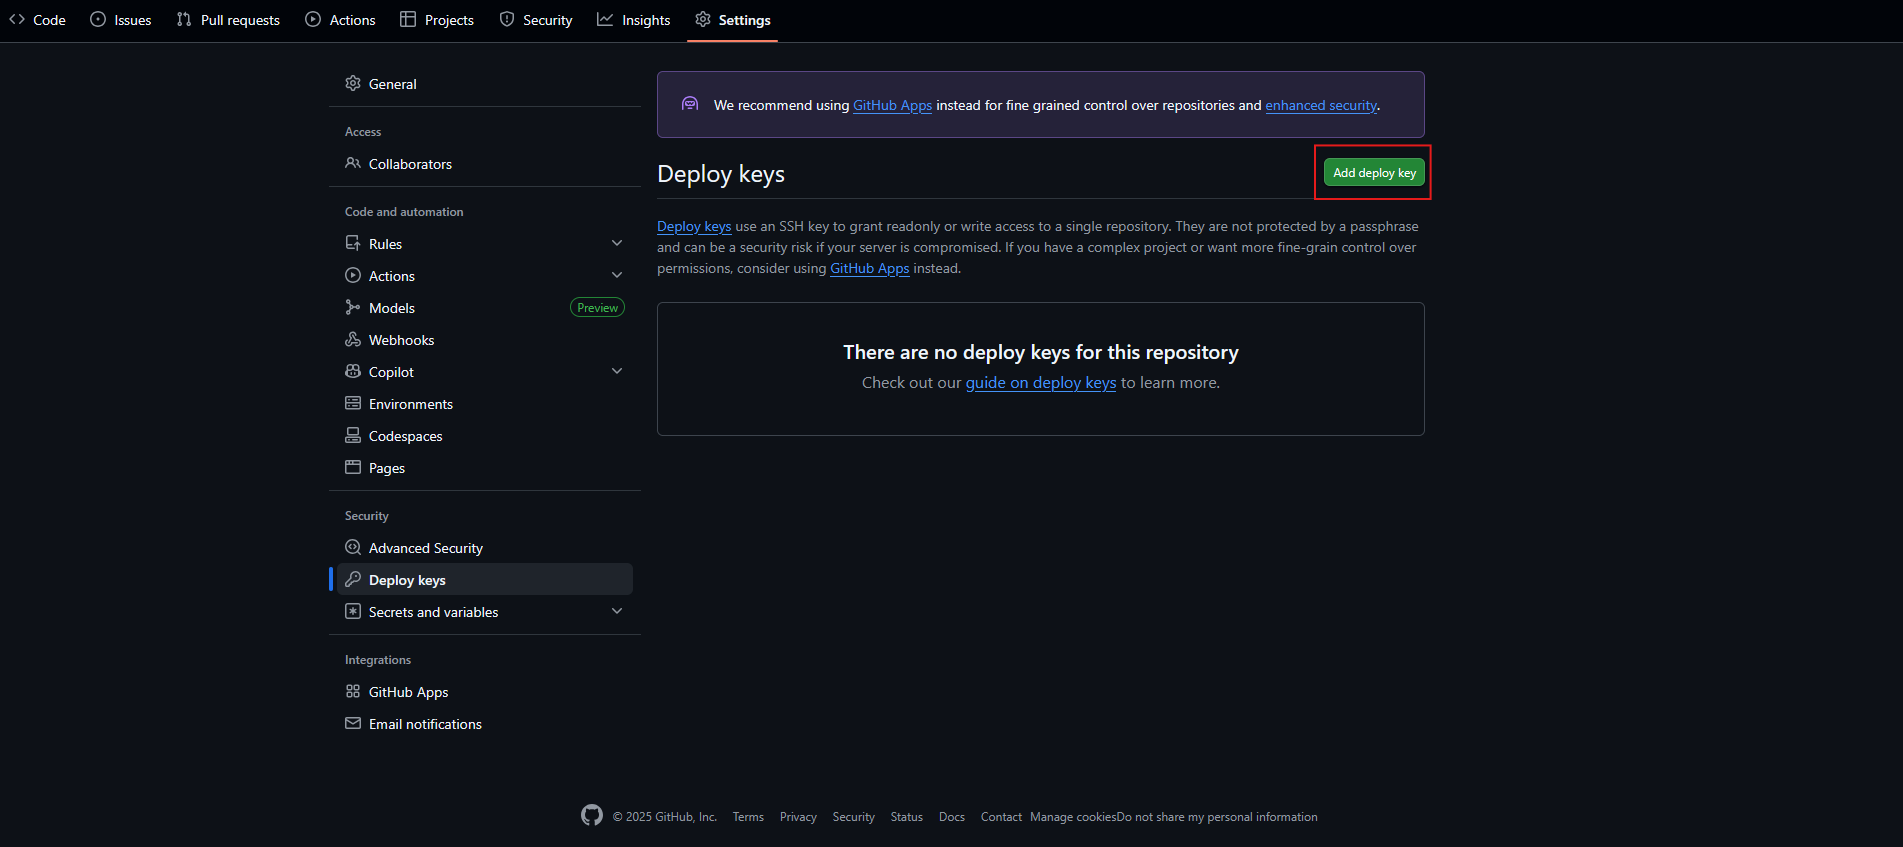 Code Issues Pull requests Actions Projects Security Insights Settings
General
Access
Collaborators
Code and automation
Rules
Actions
Models Preview
Webhooks
Copilot
Environments
Codespaces
Pages
Security
Advanced Security
Deploy keys
Secrets and variables
Integrations
GitHub Apps
Email notifications
We recommend using GitHub Apps instead for fine grained control over repositories and enhanced security.
Deploy keys
Add deploy key
Deploy keys use an SSH key to grant readonly or write access to a single repository. They are not protected by a passphrase
and can be a security risk if your server is compromised. If you have a complex project or want more fine-grain control over
permissions, consider using GitHub Apps instead.
There are no deploy keys for this repository
Check out our guide on deploy keys to learn more.
© 2025 GitHub, Inc. Terms Privacy Security Status Docs Contact Manage cookiesDo not share my personal information